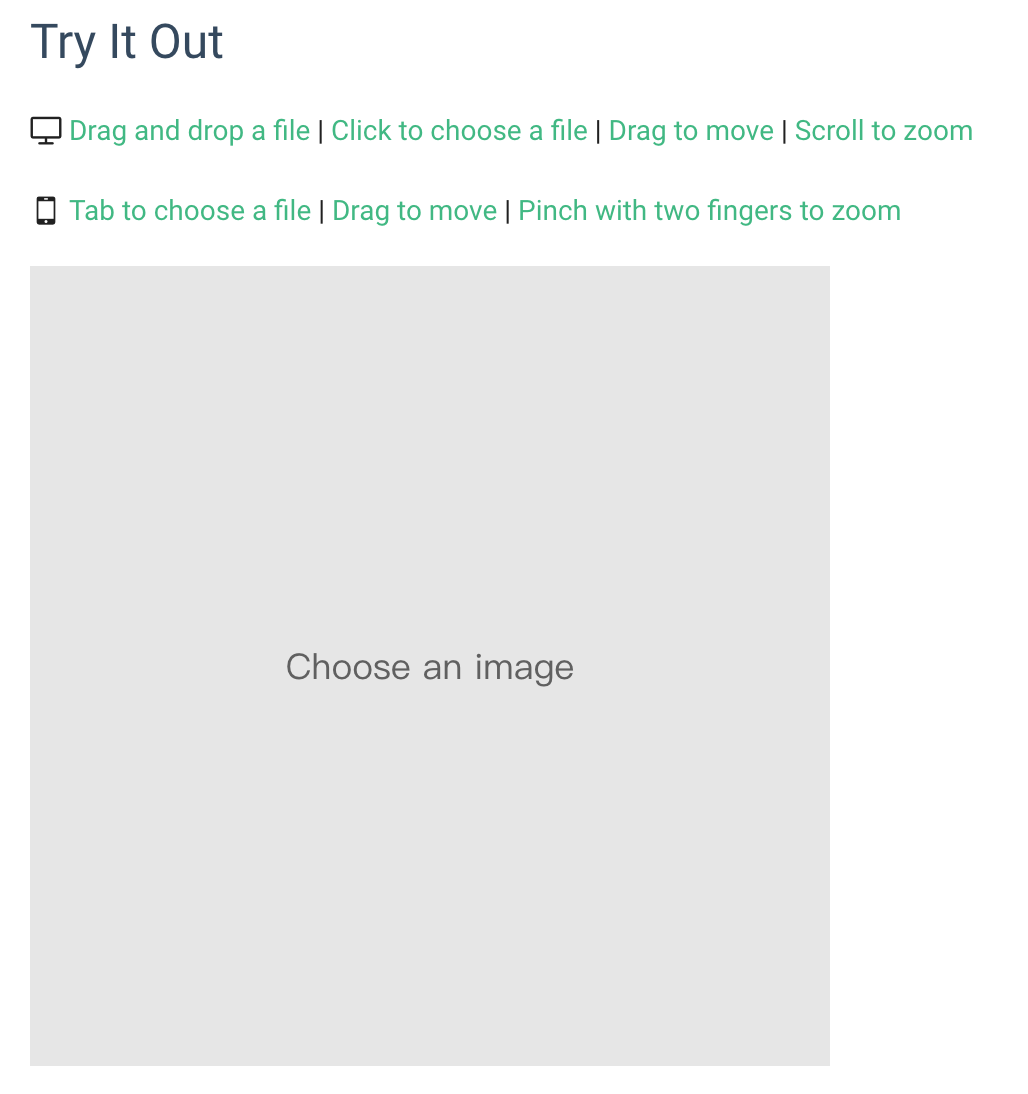 Try It Out
Drag and drop a file | Click to choose a file | Drag to move | Scroll to zoom
Tab to choose a file | Drag to move | Pinch with two fingers to zoom
Choose an image